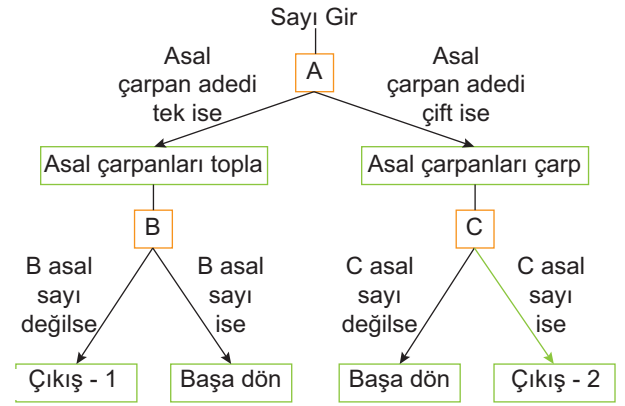 Sayı Gir
A
Asal
çarpan adedi
tek ise
Asal
çarpan adedi
çift ise
Asal çarpanları topla
Asal çarpanları çarp
B
C
B asal
sayı
değilse
B asal
sayı
ise
C asal
sayı
değilse
C asal
sayı
ise
Çıkış - 1
Başa dön
Başa dön
Çıkış - 2